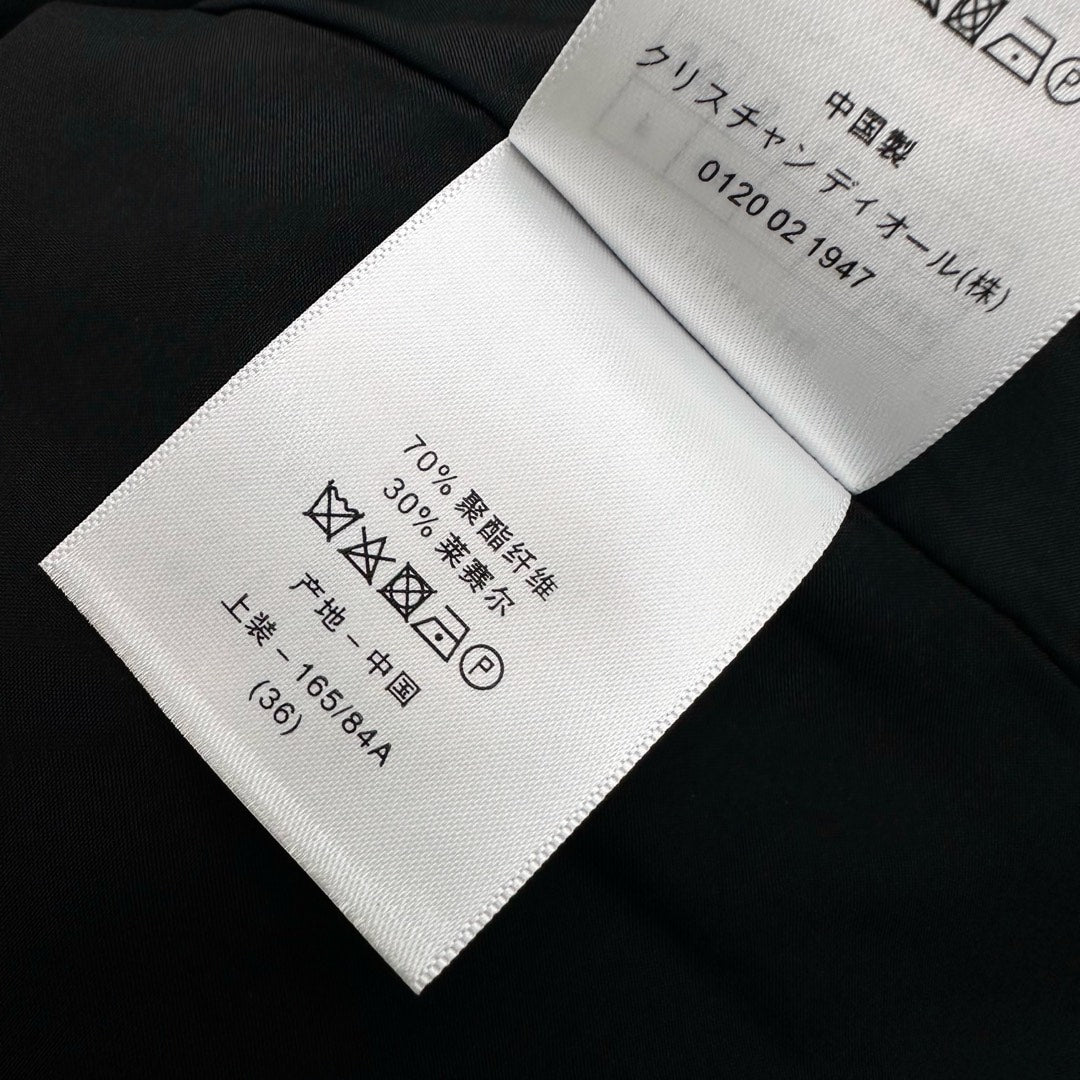 中国製
クリスチャン ディオール(株)
0120 02 1947
70% 聚酯纤维
30% 莱赛尔
P
产地 - 中国
上装 - 165/84A
(36)